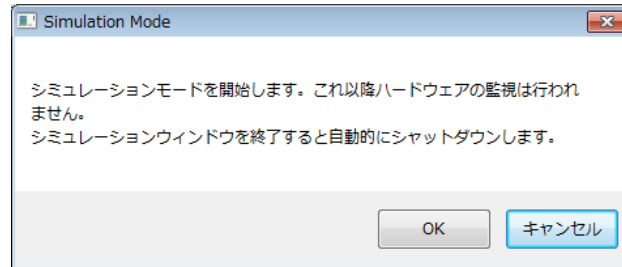 Simulation Mode
シミュレーションモードを開始します。これ以降ハードウェアの監視は行われ
ません。
シミュレーションウィンドウを終了すると自動的にシャットダウンします。
OK
キャンセル